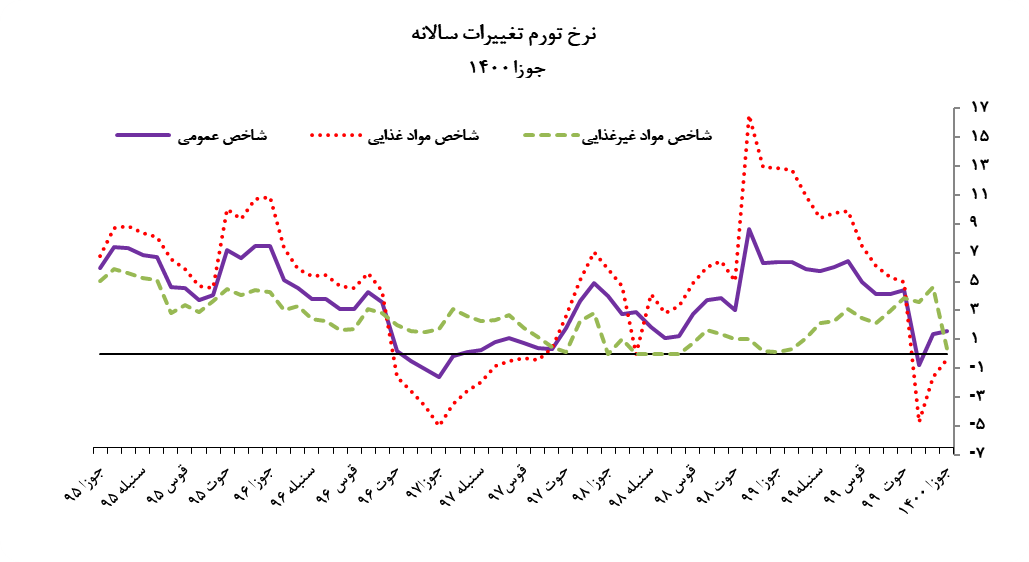 نرخ تورم تغییرات سالانه
جوزا ۱۴۰۰
شاخص عمومی
شاخص مواد غذایی
شاخص مواد غیرغذایی
۱۷
۱۵
۱۳
۱۱
۹
۷
۵
۳
۱
-۱
-۳
-۵
-۷
جوزا ۹۵
سنبله ۹۵
قوس ۹۵
حوت ۹۵
جوزا ۹۶
سنبله ۹۶
قوس ۹۶
حوت ۹۶
جوزا ۹۷
سنبله ۹۷
قوس ۹۷
حوت ۹۷
جوزا ۹۸
سنبله ۹۸
قوس ۹۸
حوت ۹۸
جوزا ۹۹
سنبله ۹۹
قوس ۹۹
حوت ۹۹
جوزا ۱۴۰۰